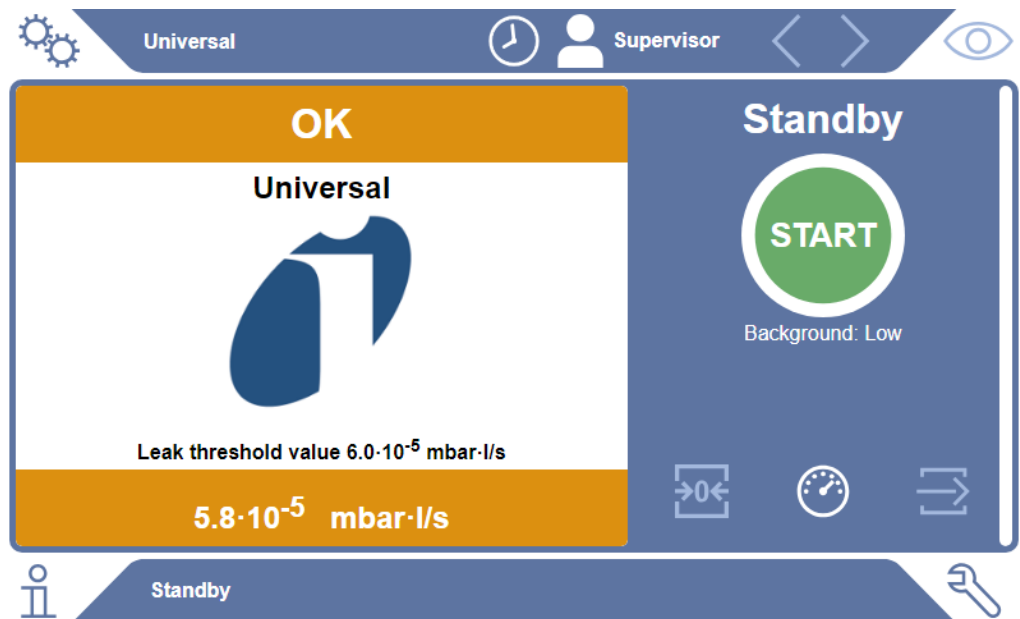 Universal
Supervisor
OK
Universal
Leak threshold value 6.0·10⁻⁵ mbar·l/s
5.8·10⁻⁵ mbar·l/s
Standby
START
Background: Low
→0←
Standby